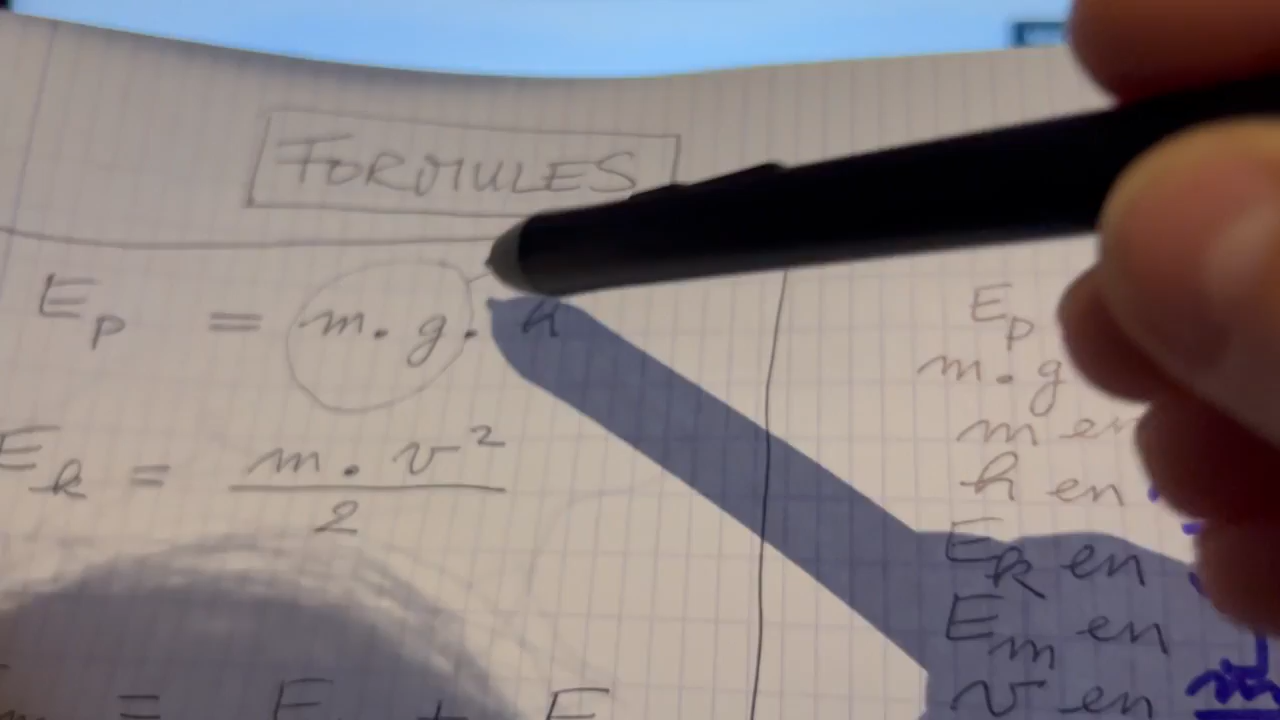 FORMULES
Ep = m.g.h
Ek = m.v²/2
= E + E
Ep
m.g
m en
h en
Ek en
Em en
v en